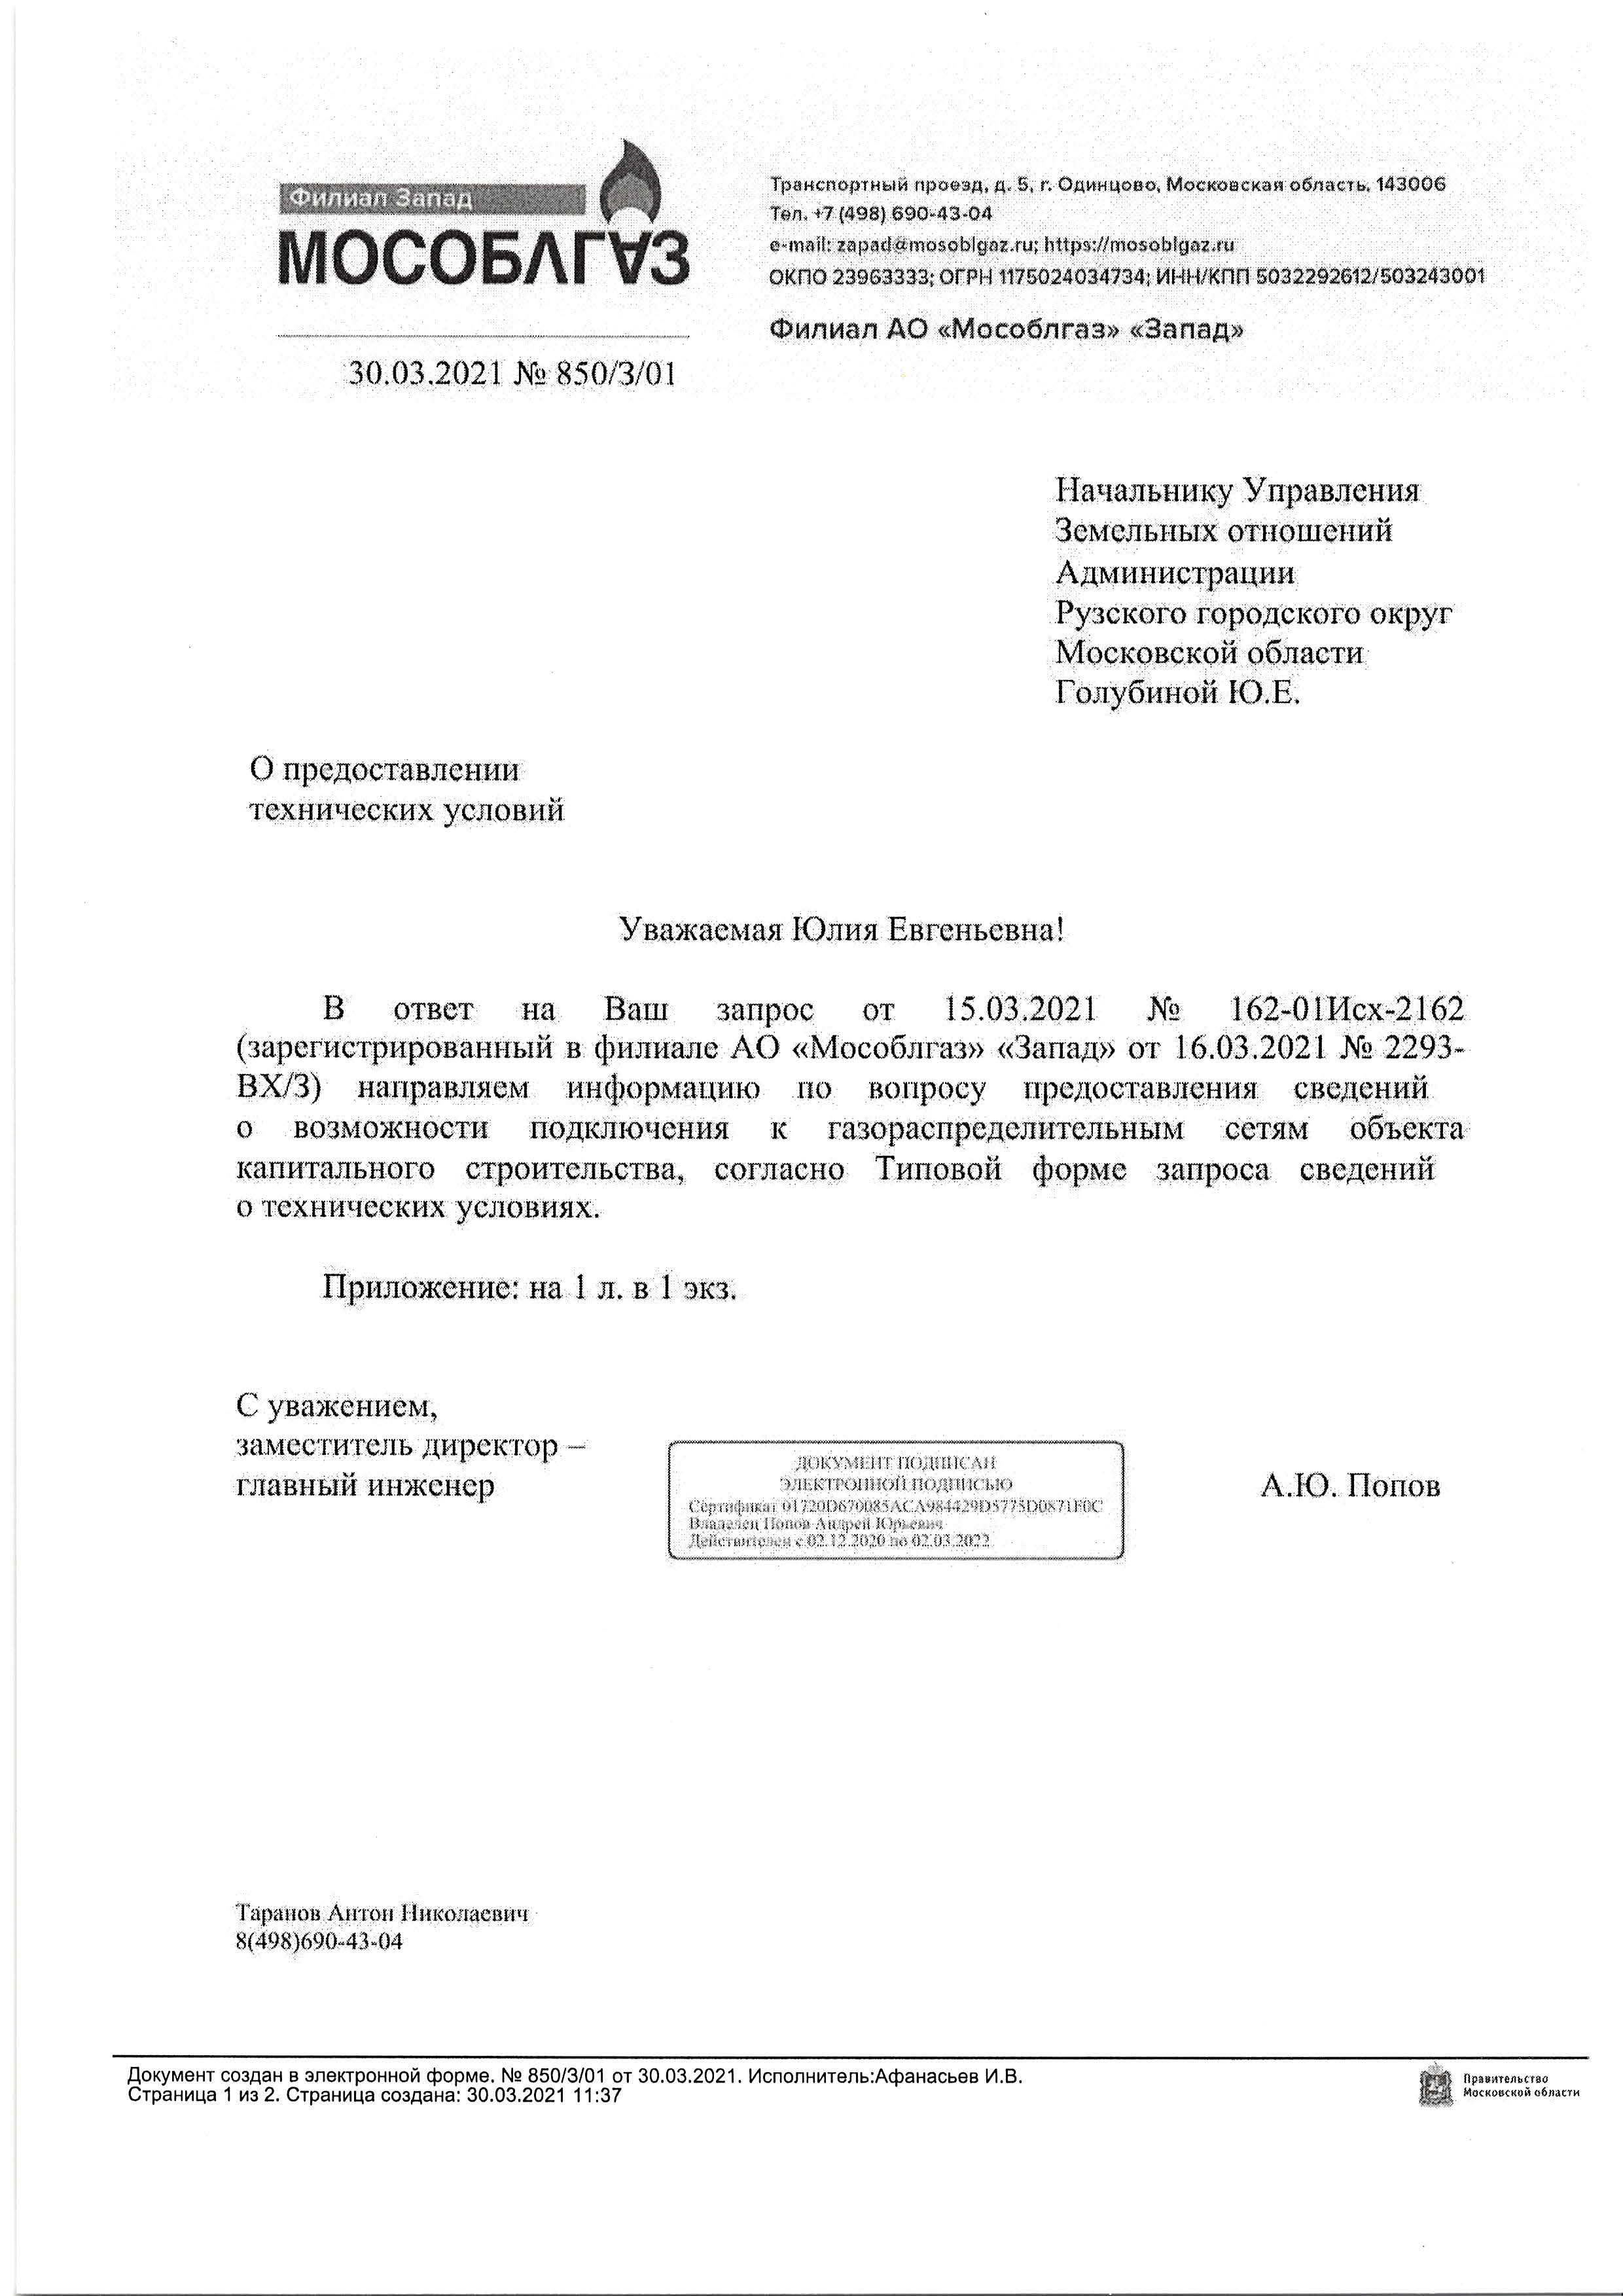 Филиал Запад
МОСОБЛГАЗ
30.03.2021 № 850/3/01
Транспортный проезд, д. 5, г. Одинцово, Московская область, 143006
Тел. +7 (498) 690-43-04
e-mail: zapad@mosoblgaz.ru; https://mosoblgaz.ru
ОКПО 23963333; ОГРН 1175024034734; ИНН/КПП 5032292612/503243001
Филиал АО «Мособлгаз» «Запад»
Начальнику Управления
Земельных отношений
Администрации
Рузского городского округ
Московской области
Голубиной Ю.Е.
О предоставлении
технических условий
Уважаемая Юлия Евгеньевна!
В ответ на Ваш запрос от 15.03.2021 № 162-01Исх-2162
(зарегистрированный в филиале АО «Мособлгаз» «Запад» от 16.03.2021 № 2293-
ВХ/3) направляем информацию по вопросу предоставления сведений
о возможности подключения к газораспределительным сетям объекта
капитального строительства, согласно Типовой форме запроса сведений
о технических условиях.
Приложение: на 1 л. в 1 экз.
С уважением,
заместитель директор –
главный инженер
ДОКУМЕНТ ПОДПИСАН
ЭЛЕКТРОННОЙ ПОДПИСЬЮ
Сертификат 01720D670085ACA984429D5775D0871F0C
Владелец Попов Андрей Юрьевич
Действителен с 02.12.2020 по 02.03.2022
А.Ю. Попов
Таранов Антон Николаевич
8(498)690-43-04
Документ создан в электронной форме. № 850/3/01 от 30.03.2021. Исполнитель:Афанасьев И.В.
Страница 1 из 2. Страница создана: 30.03.2021 11:37
Правительство
Московской области